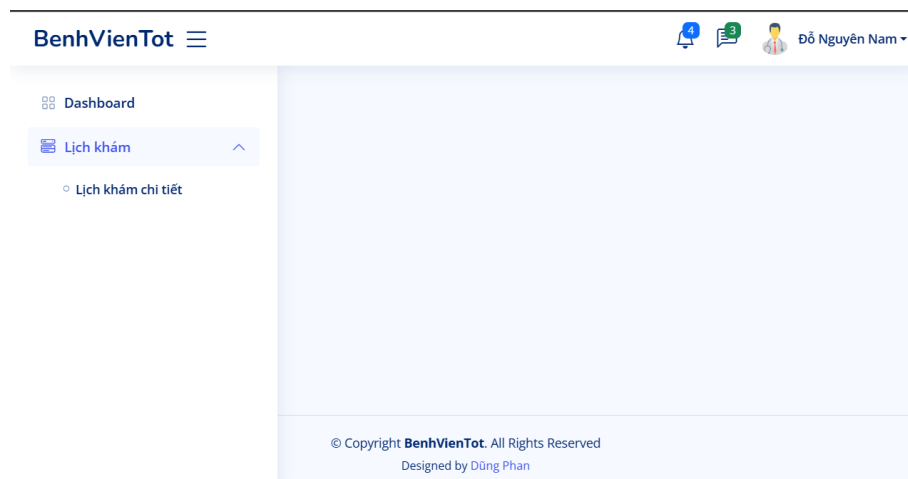 BenhVienTot
4
3
Đỗ Nguyên Nam
Dashboard
Lịch khám
Lịch khám chi tiết
© Copyright BenhVienTot. All Rights Reserved
Designed by Dũng Phan